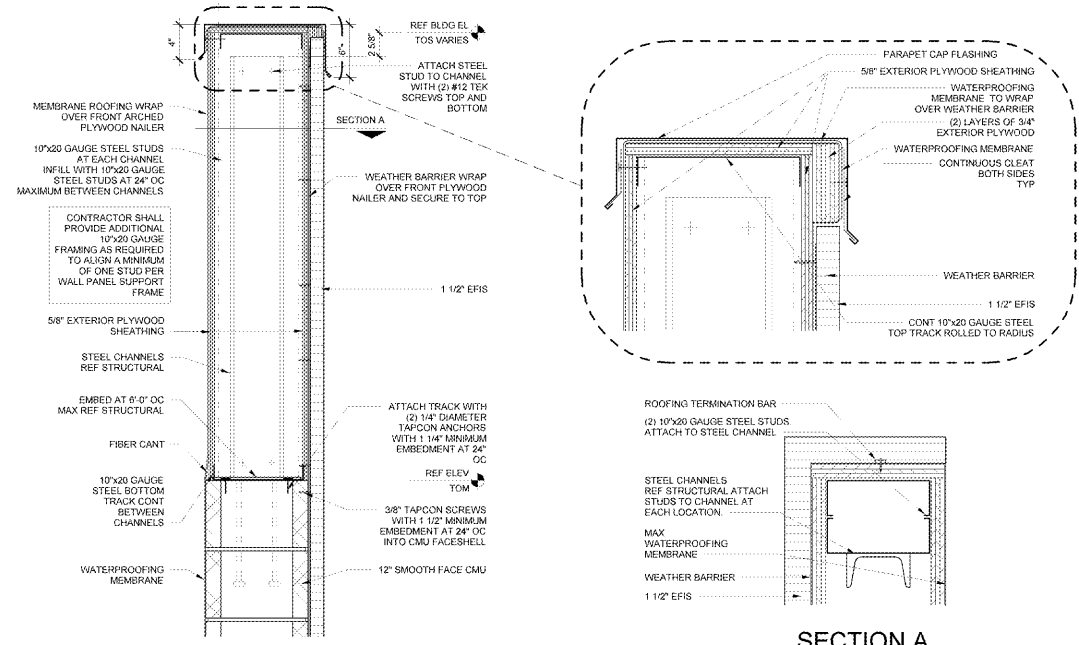 4"
6"
2 5/8"
REF BLDG EL
TOS VARIES
ATTACH STEEL
STUD TO CHANNEL
WITH (2) #12 TEK
SCREWS TOP AND
BOTTOM
SECTION A
MEMBRANE ROOFING WRAP
OVER FRONT ARCHED
PLYWOOD NAILER
10"x20 GAUGE STEEL STUDS
AT EACH CHANNEL
INFILL WITH 10"x20 GAUGE
STEEL STUDS AT 24" OC
MAXIMUM BETWEEN CHANNELS
CONTRACTOR SHALL
PROVIDE ADDITIONAL
10"x20 GAUGE
FRAMING AS REQUIRED
TO ALIGN A MINIMUM
OF ONE STUD PER
WALL PANEL SUPPORT
FRAME
5/8" EXTERIOR PLYWOOD
SHEATHING
STEEL CHANNELS
REF STRUCTURAL
EMBED AT 6'-0" OC
MAX REF STRUCTURAL
FIBER CANT
10"x20 GAUGE
STEEL BOTTOM
TRACK CONT
BETWEEN
CHANNELS
WATERPROOFING
MEMBRANE
WEATHER BARRIER WRAP
OVER FRONT PLYWOOD
NAILER AND SECURE TO TOP
1 1/2" EFIS
ATTACH TRACK WITH
(2) 1/4" DIAMETER
TAPCON ANCHORS
WITH 1 1/4" MINIMUM
EMBEDMENT AT 24"
OC
REF ELEV
TOM
3/8" TAPCON SCREWS
WITH 1 1/2" MINIMUM
EMBEDMENT AT 24" OC
INTO CMU FACESHELL
12" SMOOTH FACE CMU
PARAPET CAP FLASHING
5/8" EXTERIOR PLYWOOD SHEATHING
WATERPROOFING
MEMBRANE TO WRAP
OVER WEATHER BARRIER
(2) LAYERS OF 3/4"
EXTERIOR PLYWOOD
WATERPROOFING MEMBRANE
CONTINUOUS CLEAT
BOTH SIDES
TYP
WEATHER BARRIER
1 1/2" EFIS
CONT 10"x20 GAUGE STEEL
TOP TRACK ROLLED TO RADIUS
ROOFING TERMINATION BAR
(2) 10"x20 GAUGE STEEL STUDS
ATTACH TO STEEL CHANNEL
STEEL CHANNELS
REF STRUCTURAL ATTACH
STUDS TO CHANNEL AT
EACH LOCATION.
MAX
WATERPROOFING
MEMBRANE
WEATHER BARRIER
1 1/2" EFIS
SECTION A